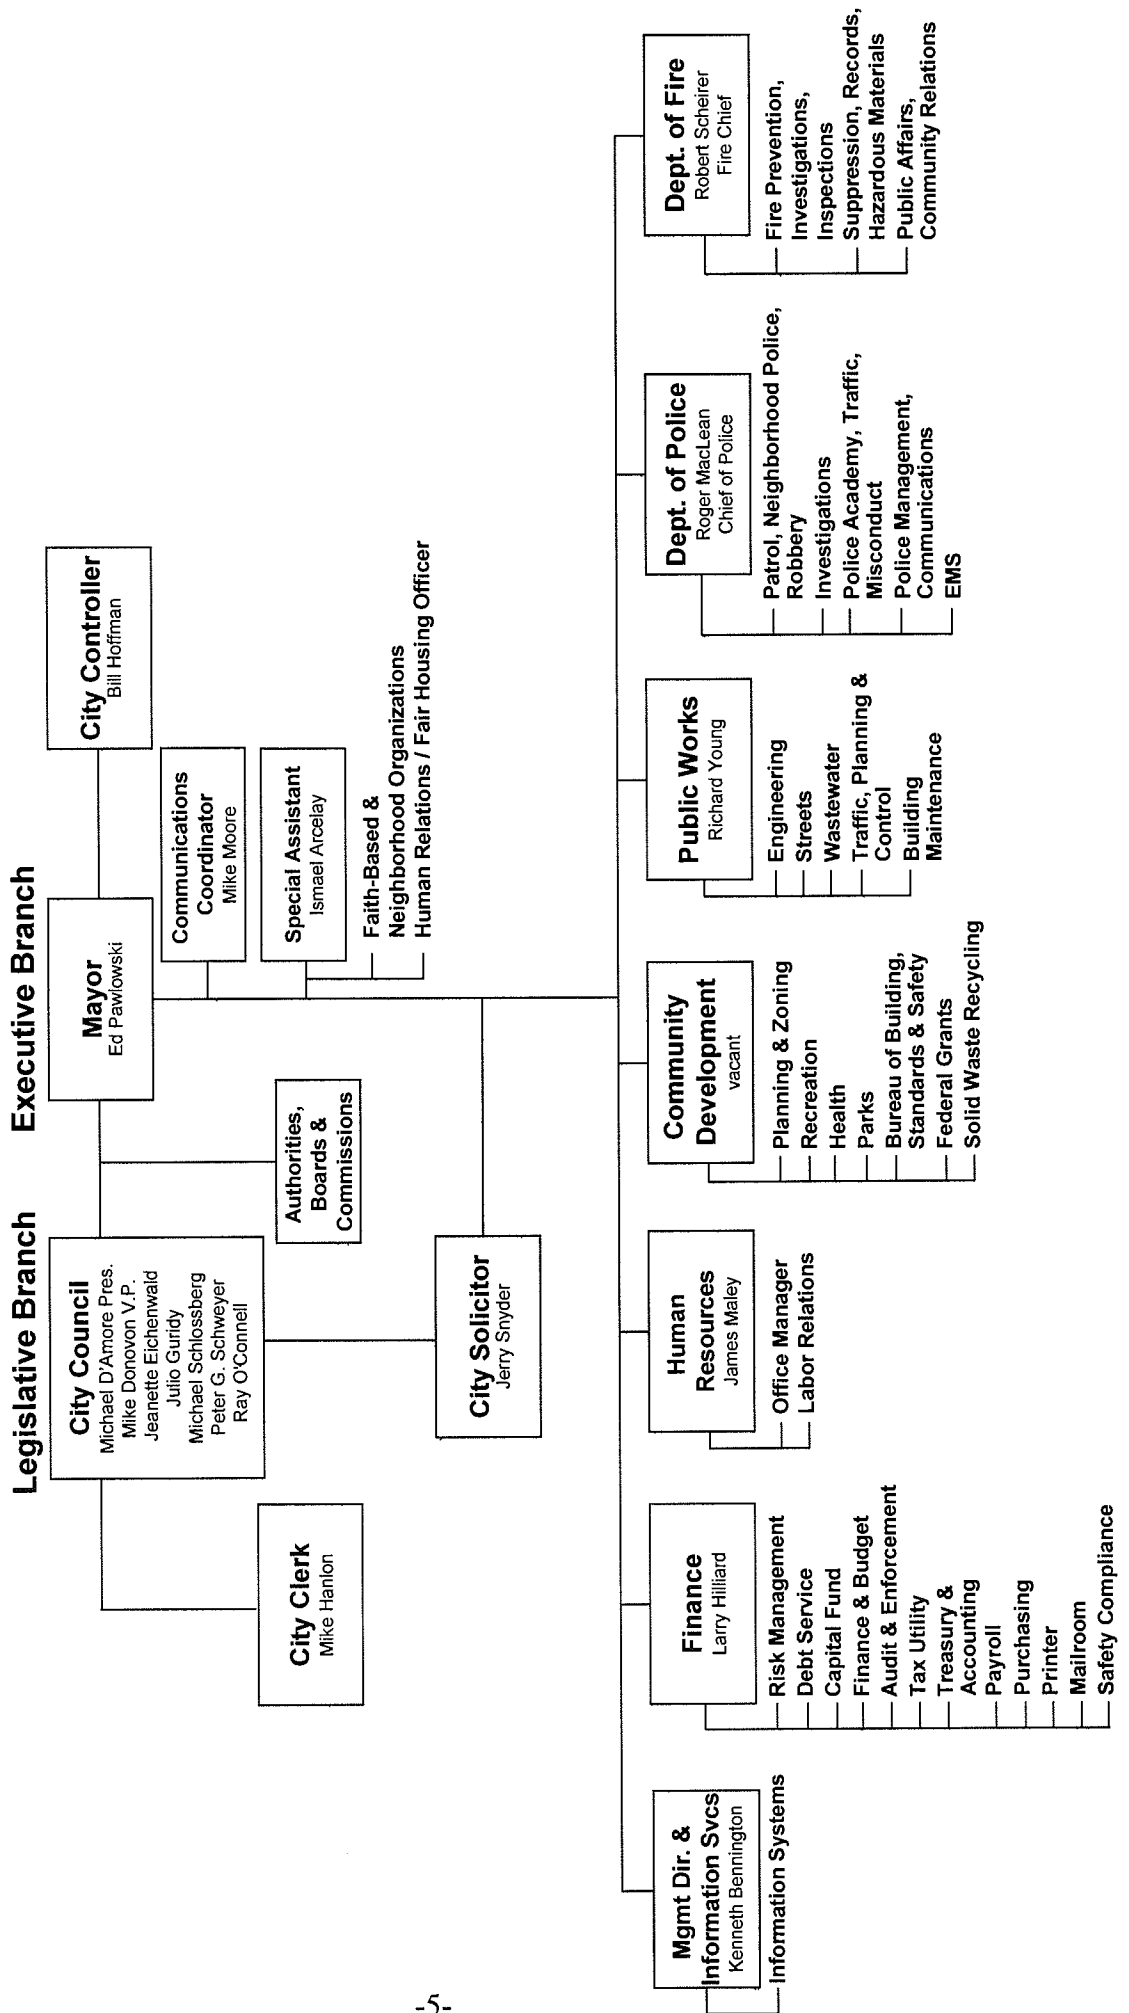 Legislative Branch
Executive Branch
City Council
Michael D'Amore Pres.
Mike Donovon V.P.
Jeanette Eichenwald
Julio Guridy
Michael Schlossberg
Peter G. Schweyer
Ray O'Connell
Mayor
Ed Pawlowski
City Controller
Bill Hoffman
City Clerk
Mike Hanlon
Authorities,
Boards &
Commissions
Communications
Coordinator
Mike Moore
Special Assistant
Ismael Arcelay
Faith-Based &
Neighborhood Organizations
Human Relations / Fair Housing Officer
City Solicitor
Jerry Snyder
Mgmt Dir. &
Information Svcs
Kenneth Bennington
Information Systems
Finance
Larry Hilliard
Risk Management
Debt Service
Capital Fund
Finance & Budget
Audit & Enforcement
Tax Utility
Treasury &
Accounting
Payroll
Purchasing
Printer
Mailroom
Safety Compliance
Human
Resources
James Maley
Office Manager
Labor Relations
Community
Development
vacant
Planning & Zoning
Recreation
Health
Parks
Bureau of Building,
Standards & Safety
Federal Grants
Solid Waste Recycling
Public Works
Richard Young
Engineering
Streets
Wastewater
Traffic, Planning &
Control
Building
Maintenance
Dept. of Police
Roger MacLean
Chief of Police
Patrol, Neighborhood Police,
Robbery
Investigations
Police Academy, Traffic,
Misconduct
Police Management,
Communications
EMS
Dept. of Fire
Robert Scheirer
Fire Chief
Fire Prevention,
Investigations,
Inspections
Suppression, Records,
Hazardous Materials
Public Affairs,
Community Relations
-5-